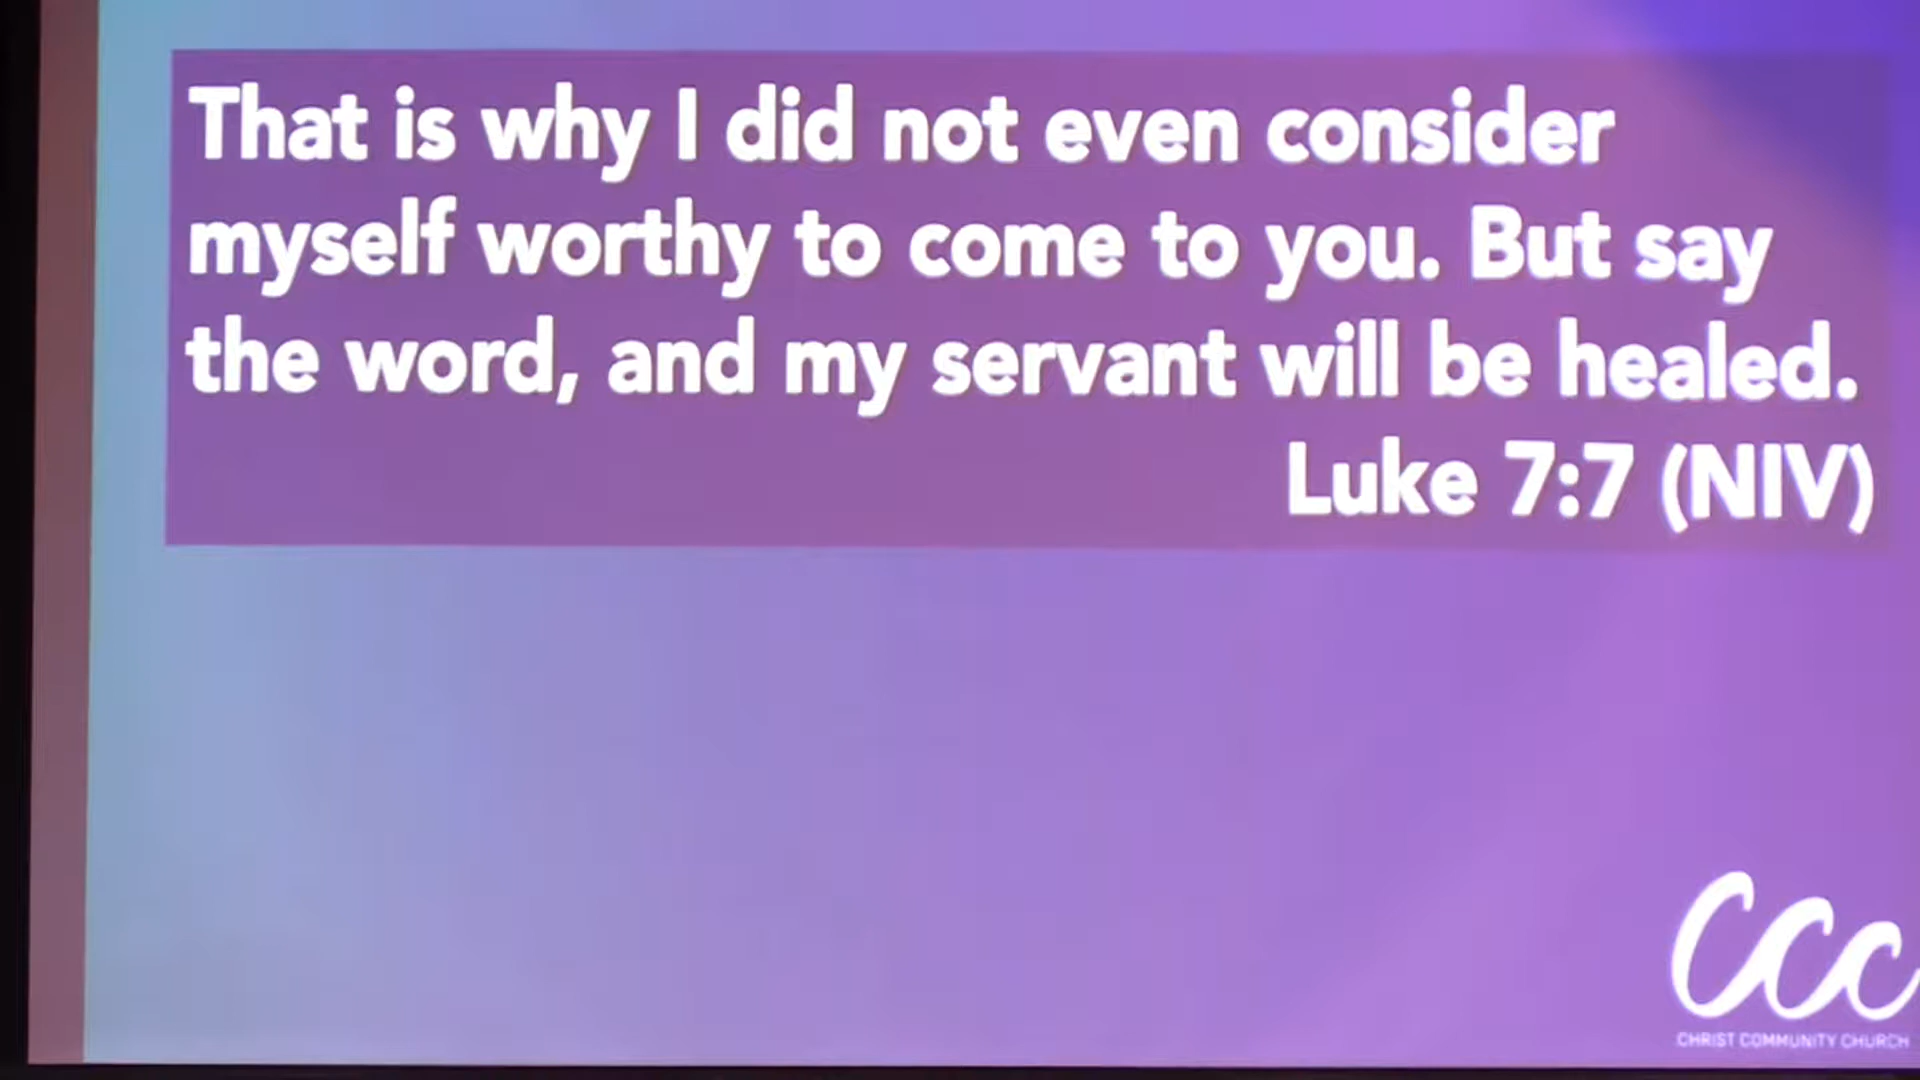 That is why I did not even consider
myself worthy to come to you. But say
the word, and my servant will be healed.
Luke 7:7 (NIV)
ccc
CHRIST COMMUNITY CHURCH